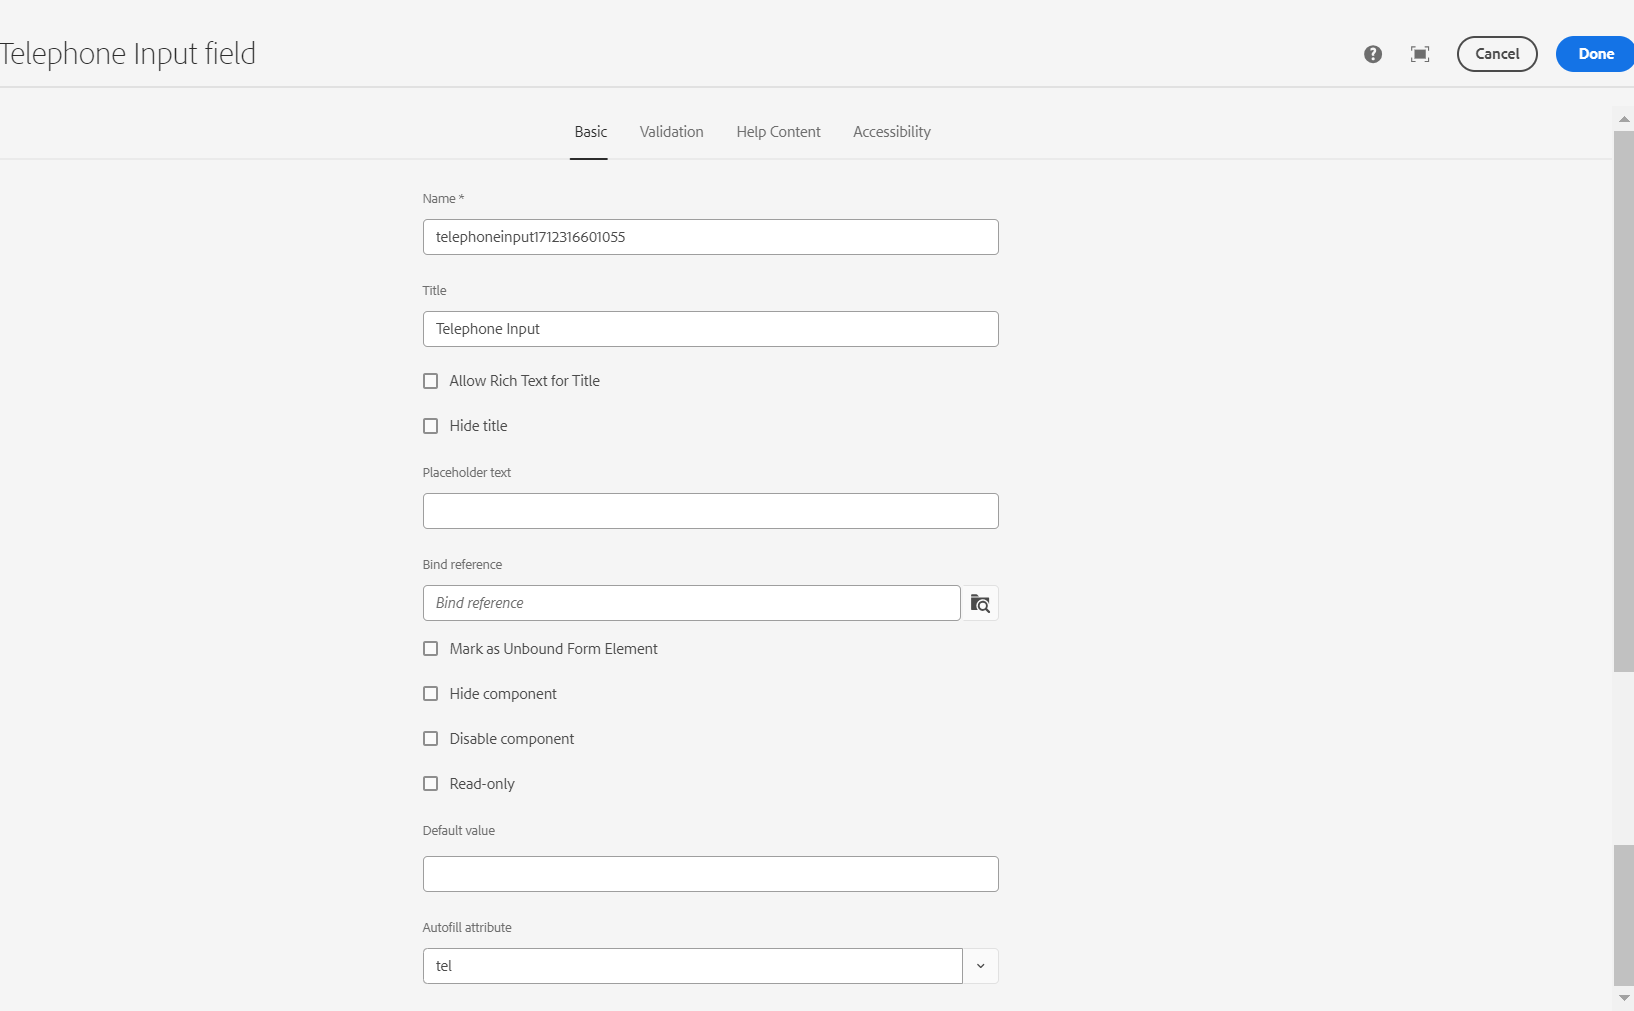 Telephone Input field
Cancel
Done
Basic
Validation
Help Content
Accessibility
Name *
telephoneinput1712316601055
Title
Telephone Input
Allow Rich Text for Title
Hide title
Placeholder text
Bind reference
Bind reference
Mark as Unbound Form Element
Hide component
Disable component
Read-only
Default value
Autofill attribute
tel